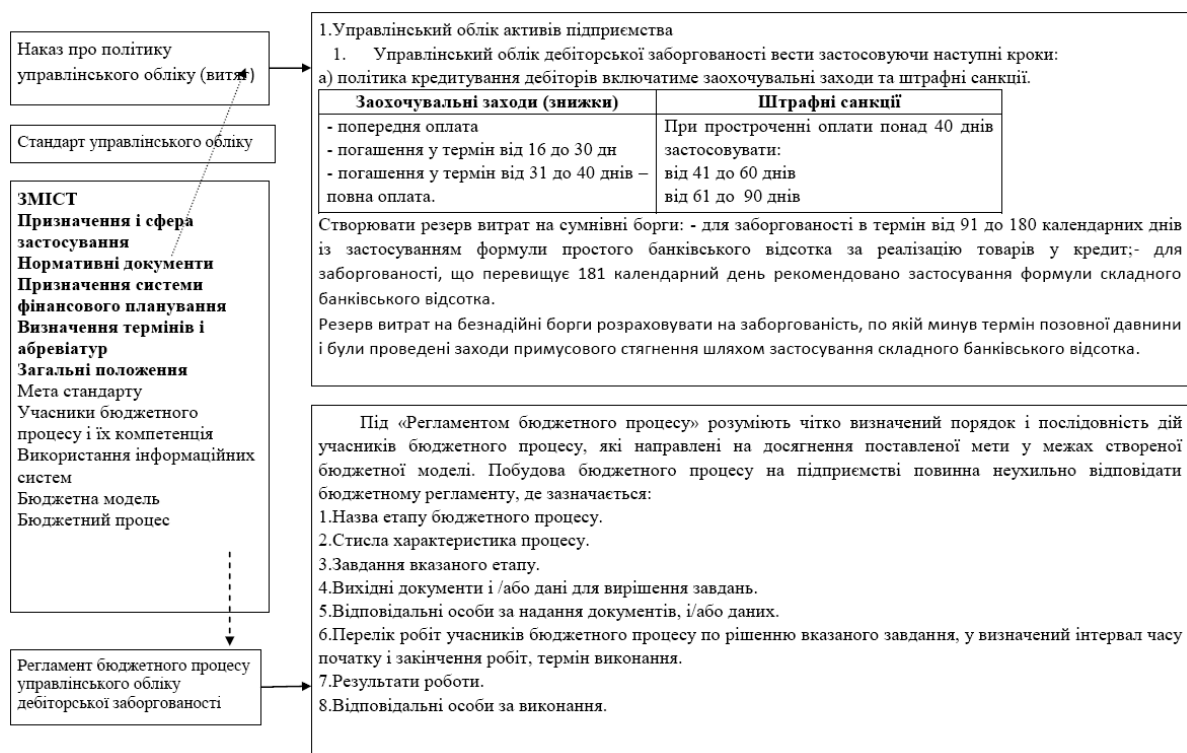 Наказ про політику
управлінського обліку (витяг)
Стандарт управлінського обліку
ЗМІСТ
Призначення і сфера
застосування
Нормативні документи
Призначення системи
фінансового планування
Визначення термінів і
абревіатур
Загальні положення
Мета стандарту
Учасники бюджетного
процесу і їх компетенція
Використання інформаційних
систем
Бюджетна модель
Бюджетний процес
Регламент бюджетного процесу
управлінського обліку
дебіторської заборгованості
1.Управлінський облік активів підприємства
1. Управлінський облік дебіторської заборгованості вести застосовуючи наступні кроки:
а) політика кредитування дебіторів включатиме заохочувальні заходи та штрафні санкції.
Заохочувальні заходи (знижки)
- попередня оплата
- погашення у термін від 16 до 30 дн
- погашення у термін від 31 до 40 днів –
повна оплата.
Штрафні санкції
При простроченні оплати понад 40 днів
застосовувати:
від 41 до 60 днів
від 61 до 90 днів
Створювати резерв витрат на сумнівні борги: - для заборгованості в термін від 91 до 180 календарних днів
із застосуванням формули простого банківського відсотка за реалізацію товарів у кредит;- для
заборгованості, що перевищує 181 календарний день рекомендовано застосування формули складного
банківського відсотка.
Резерв витрат на безнадійні борги розраховувати на заборгованість, по якій минув термін позовної давнини
і були проведені заходи примусового стягнення шляхом застосування складного банківського відсотка.
Під «Регламентом бюджетного процесу» розуміють чітко визначений порядок і послідовність дій
учасників бюджетного процесу, які направлені на досягнення поставленої мети у межах створеної
бюджетної моделі. Побудова бюджетного процесу на підприємстві повинна неухильно відповідати
бюджетному регламенту, де зазначається:
1.Назва етапу бюджетного процесу.
2.Стисла характеристика процесу.
3.Завдання вказаного етапу.
4.Вихідні документи і /або дані для вирішення завдань.
5.Відповідальні особи за надання документів, і/або даних.
6.Перелік робіт учасників бюджетного процесу по рішенню вказаного завдання, у визначений інтервал часу
початку і закінчення робіт, термін виконання.
7.Результати роботи.
8.Відповідальні особи за виконання.